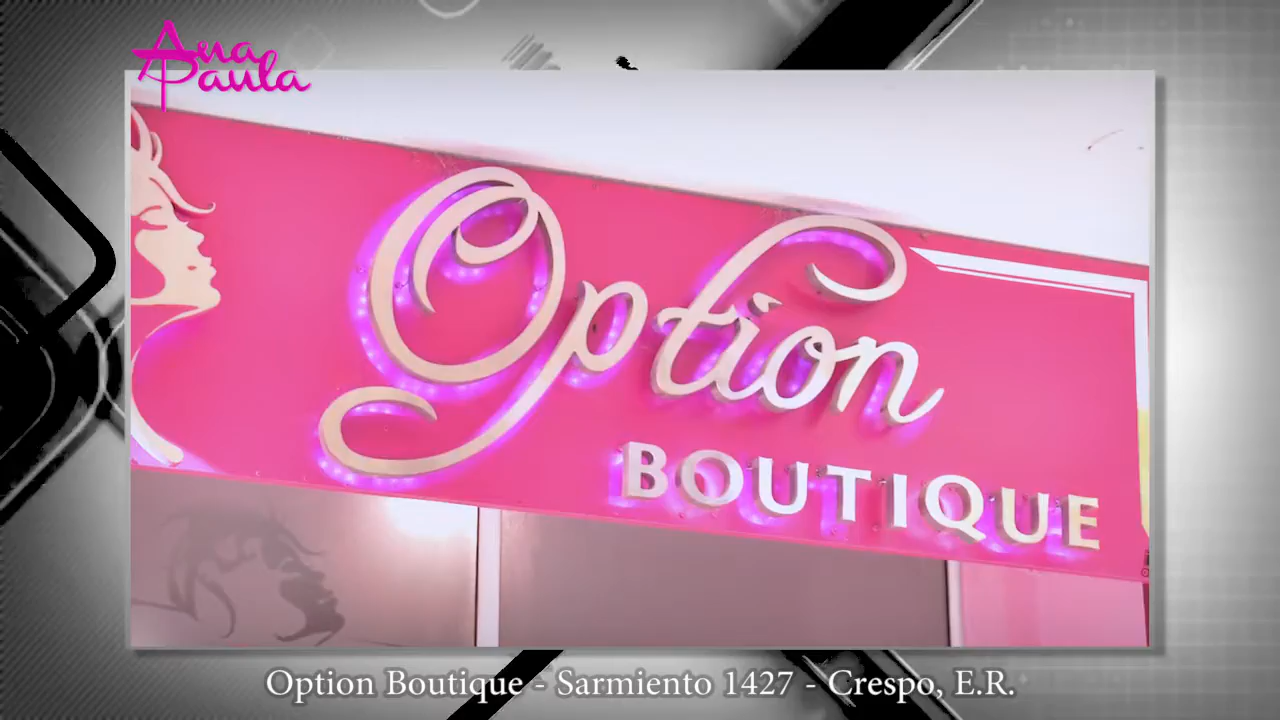 Ana
Paula
Option
BOUTIQUE
Option Boutique - Sarmiento 1427 - Crespo, E.R.